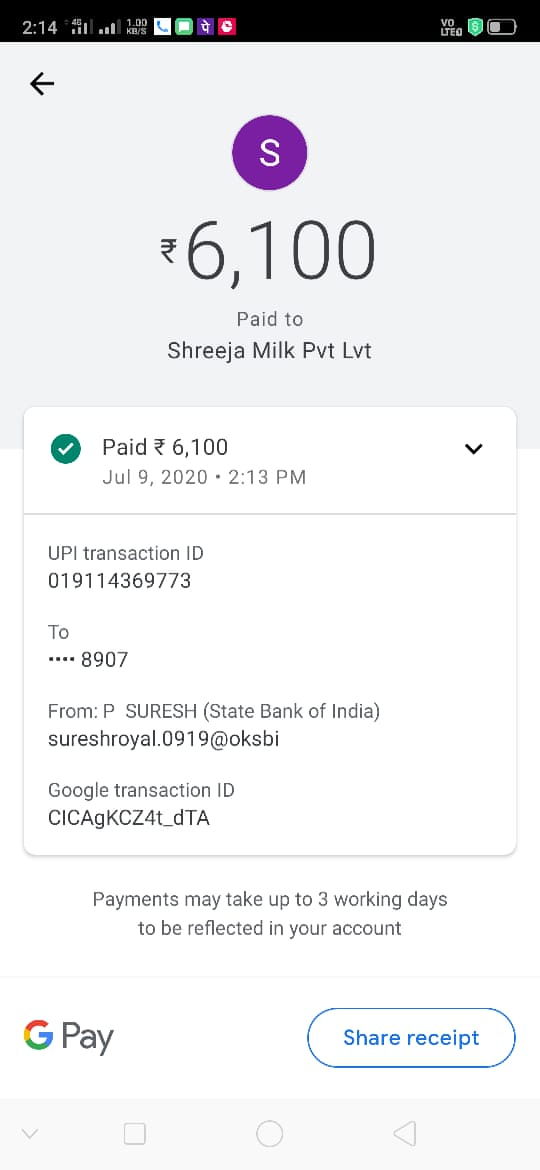 2:14 4G 1.00 KB/S VO LTE
S
₹6,100
Paid to
Shreeja Milk Pvt Lvt
Paid ₹ 6,100
Jul 9, 2020 • 2:13 PM
UPI transaction ID
019114369773
To
•••• 8907
From: P  SURESH (State Bank of India)
sureshroyal.0919@oksbi
Google transaction ID
CICAgKCZ4t_dTA
Payments may take up to 3 working days
to be reflected in your account
G Pay
Share receipt